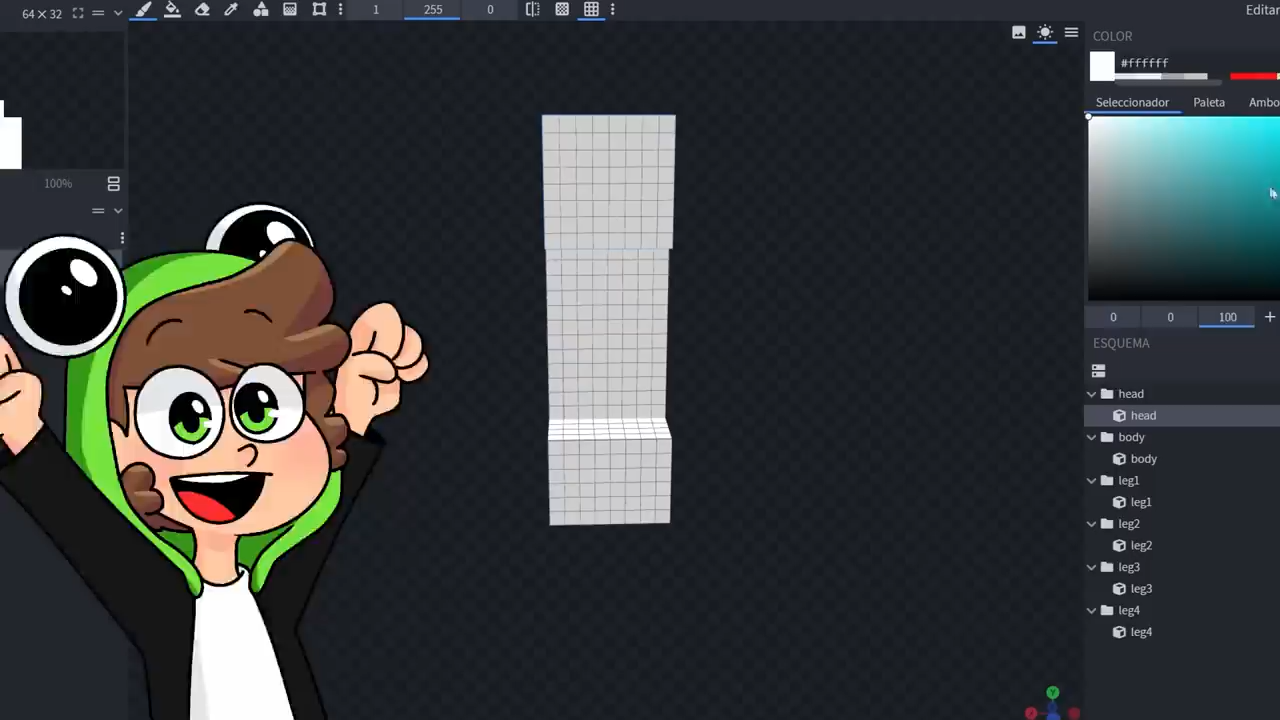 64 × 32
1 255 0
Editar
COLOR
#ffffff
Seleccionador Paleta Ambo
100%
0 0 100 +
ESQUEMA
head
head
body
body
leg1
leg1
leg2
leg2
leg3
leg3
leg4
leg4
Y